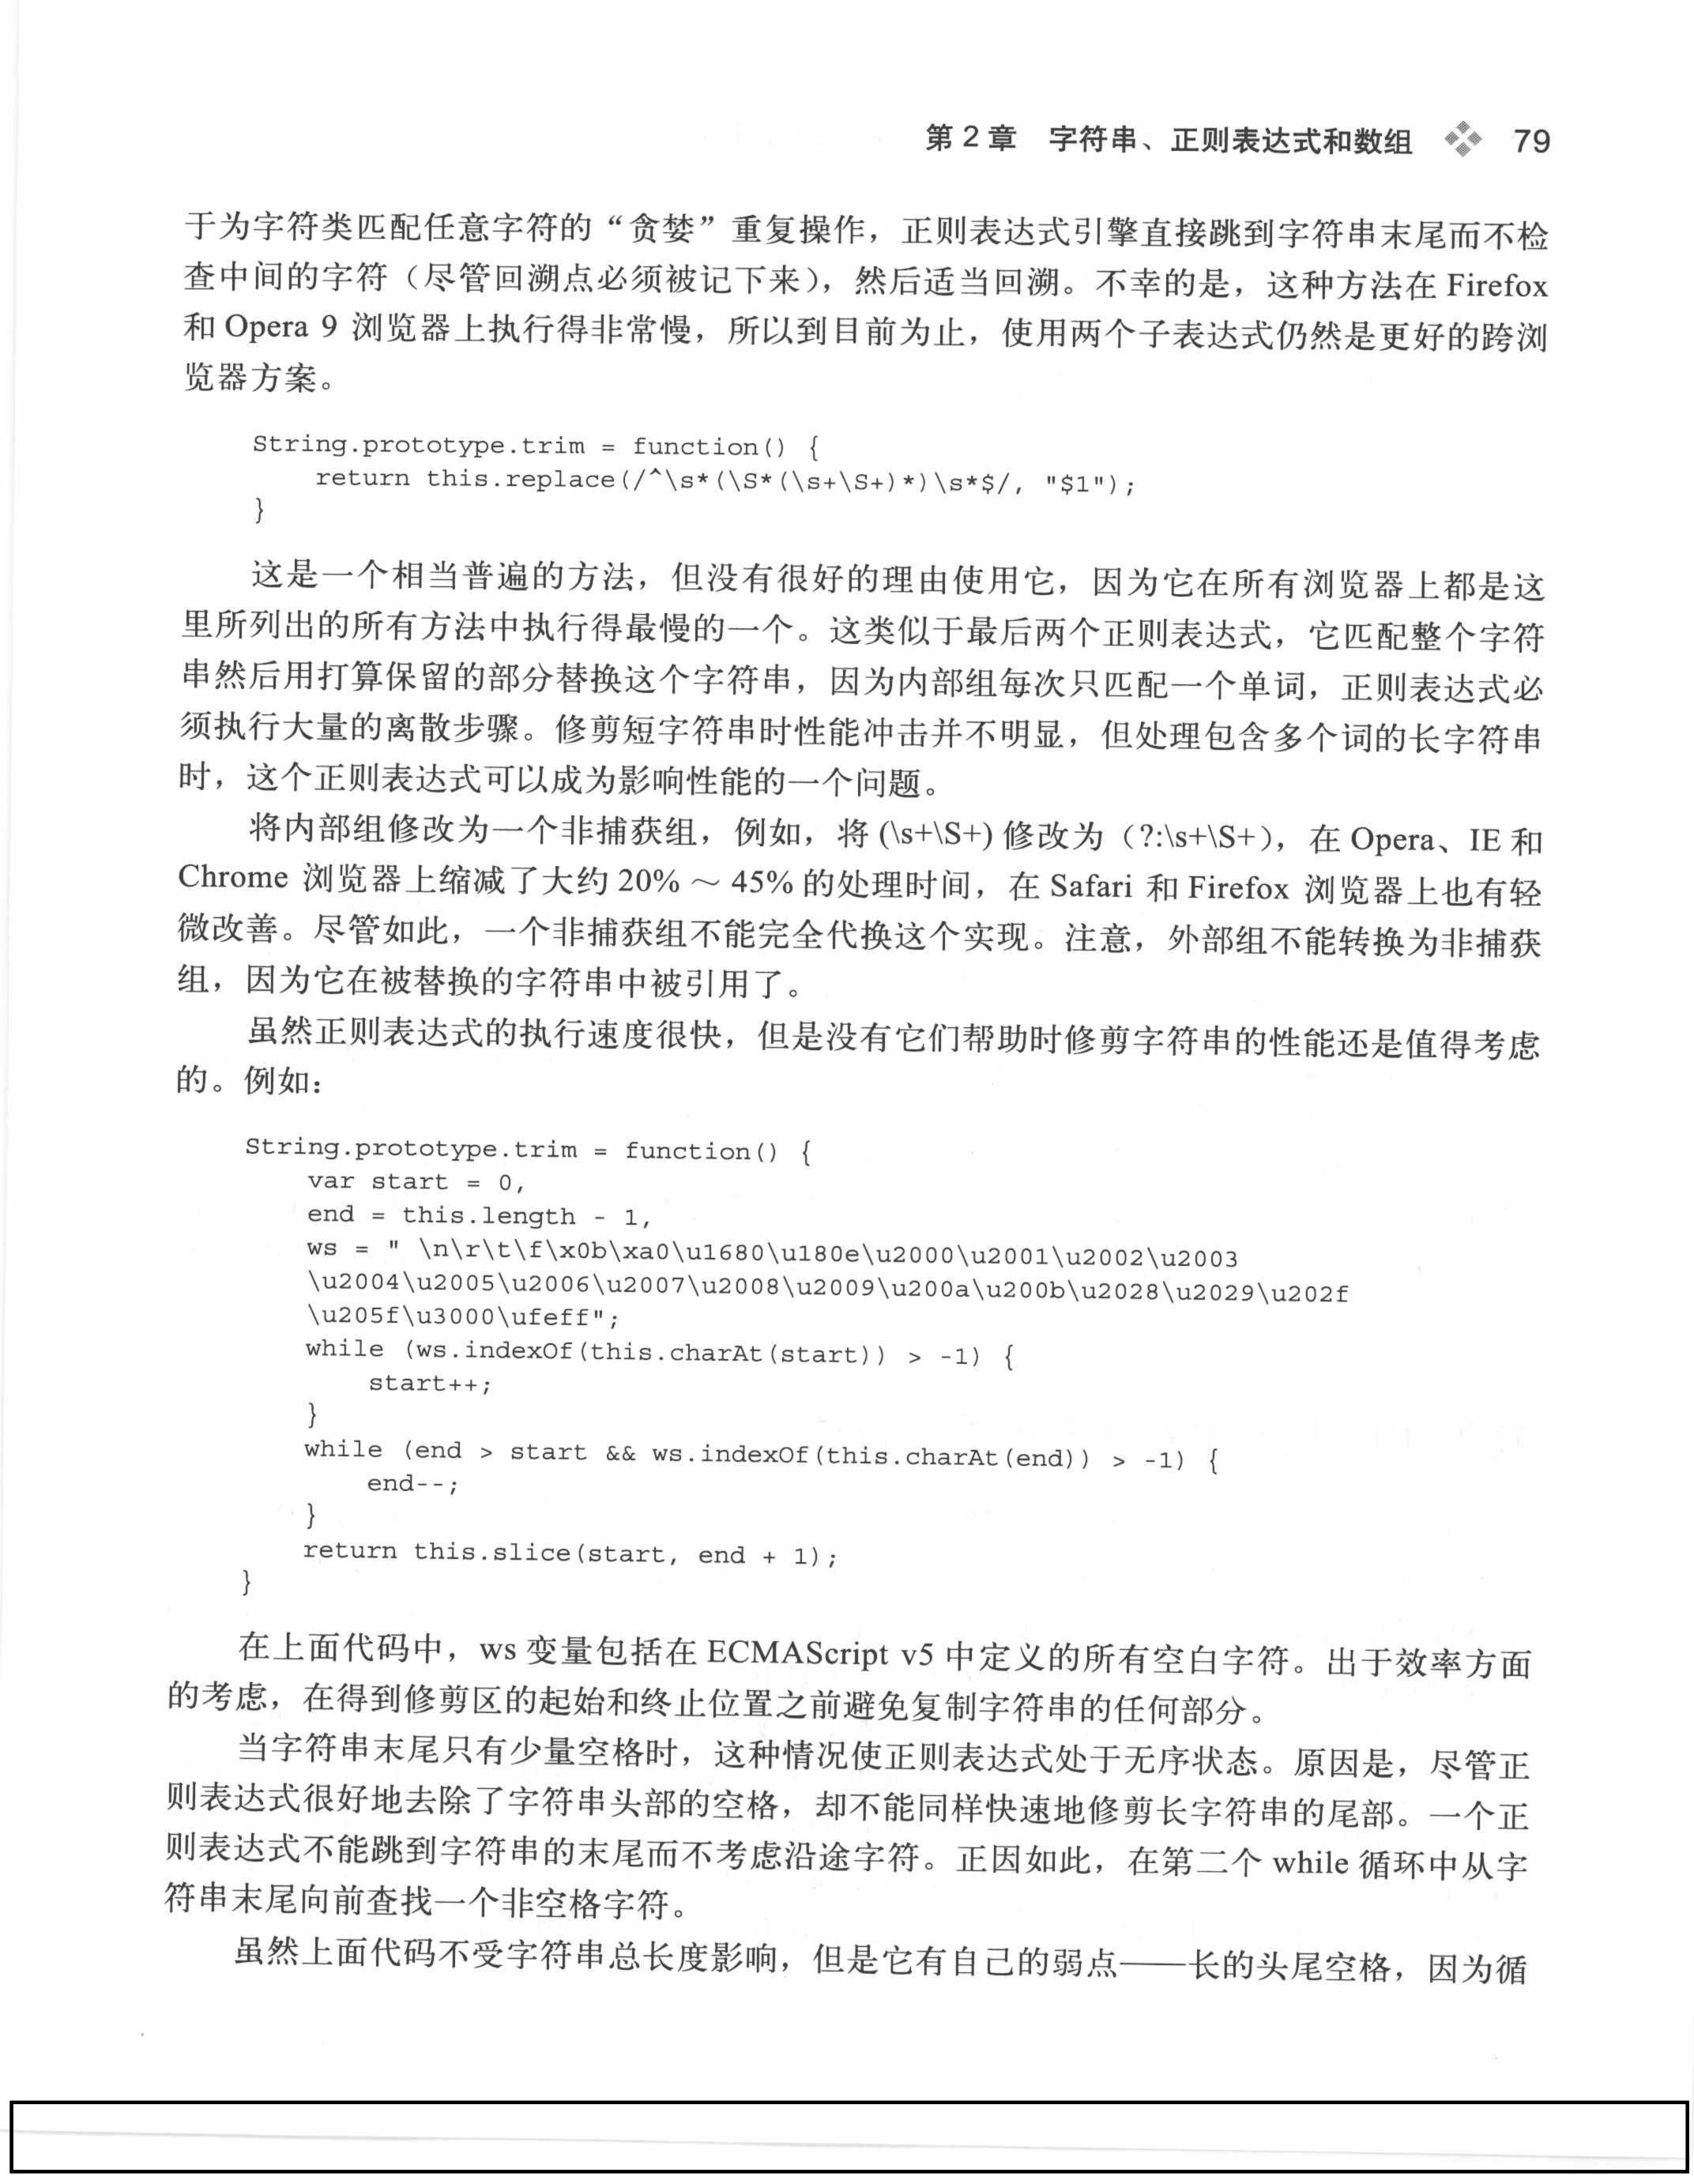 第 2 章　字符串、正则表达式和数组　79
于为字符类匹配任意字符的“贪婪”重复操作，正则表达式引擎直接跳到字符串末尾而不检
查中间的字符（尽管回溯点必须被记下来），然后适当回溯。不幸的是，这种方法在 Firefox
和 Opera 9 浏览器上执行得非常慢，所以到目前为止，使用两个子表达式仍然是更好的跨浏
览器方案。
String.prototype.trim = function() {
    return this.replace(/^\s*(\S*(\s+\S+)*)\s*$/, "$1");
}
这是一个相当普遍的方法，但没有很好的理由使用它，因为它在所有浏览器上都是这
里所列出的所有方法中执行得最慢的一个。这类似于最后两个正则表达式，它匹配整个字符
串然后用打算保留的部分替换这个字符串，因为内部组每次只匹配一个单词，正则表达式必
须执行大量的离散步骤。修剪短字符串时性能冲击并不明显，但处理包含多个词的长字符串
时，这个正则表达式可以成为影响性能的一个问题。
将内部组修改为一个非捕获组，例如，将 (\s+\S+) 修改为（?:\s+\S+），在 Opera、IE 和
Chrome 浏览器上缩减了大约 20% ～ 45% 的处理时间，在 Safari 和 Firefox 浏览器上也有轻
微改善。尽管如此，一个非捕获组不能完全代换这个实现。注意，外部组不能转换为非捕获
组，因为它在被替换的字符串中被引用了。
虽然正则表达式的执行速度很快，但是没有它们帮助时修剪字符串的性能还是值得考虑
的。例如：
String.prototype.trim = function() {
    var start = 0,
    end = this.length - 1,
    ws = " \n\r\t\f\x0b\xa0\u1680\u180e\u2000\u2001\u2002\u2003
    \u2004\u2005\u2006\u2007\u2008\u2009\u200a\u200b\u2028\u2029\u202f
    \u205f\u3000\ufeff";
    while (ws.indexOf(this.charAt(start)) > -1) {
        start++;
    }
    while (end > start && ws.indexOf(this.charAt(end)) > -1) {
        end--;
    }
    return this.slice(start, end + 1);
}
在上面代码中，ws 变量包括在 ECMAScript v5 中定义的所有空白字符。出于效率方面
的考虑，在得到修剪区的起始和终止位置之前避免复制字符串的任何部分。
当字符串末尾只有少量空格时，这种情况使正则表达式处于无序状态。原因是，尽管正
则表达式很好地去除了字符串头部的空格，却不能同样快速地修剪长字符串的尾部。一个正
则表达式不能跳到字符串的末尾而不考虑沿途字符。正因如此，在第二个 while 循环中从字
符串末尾向前查找一个非空格字符。
虽然上面代码不受字符串总长度影响，但是它有自己的弱点——长的头尾空格，因为循